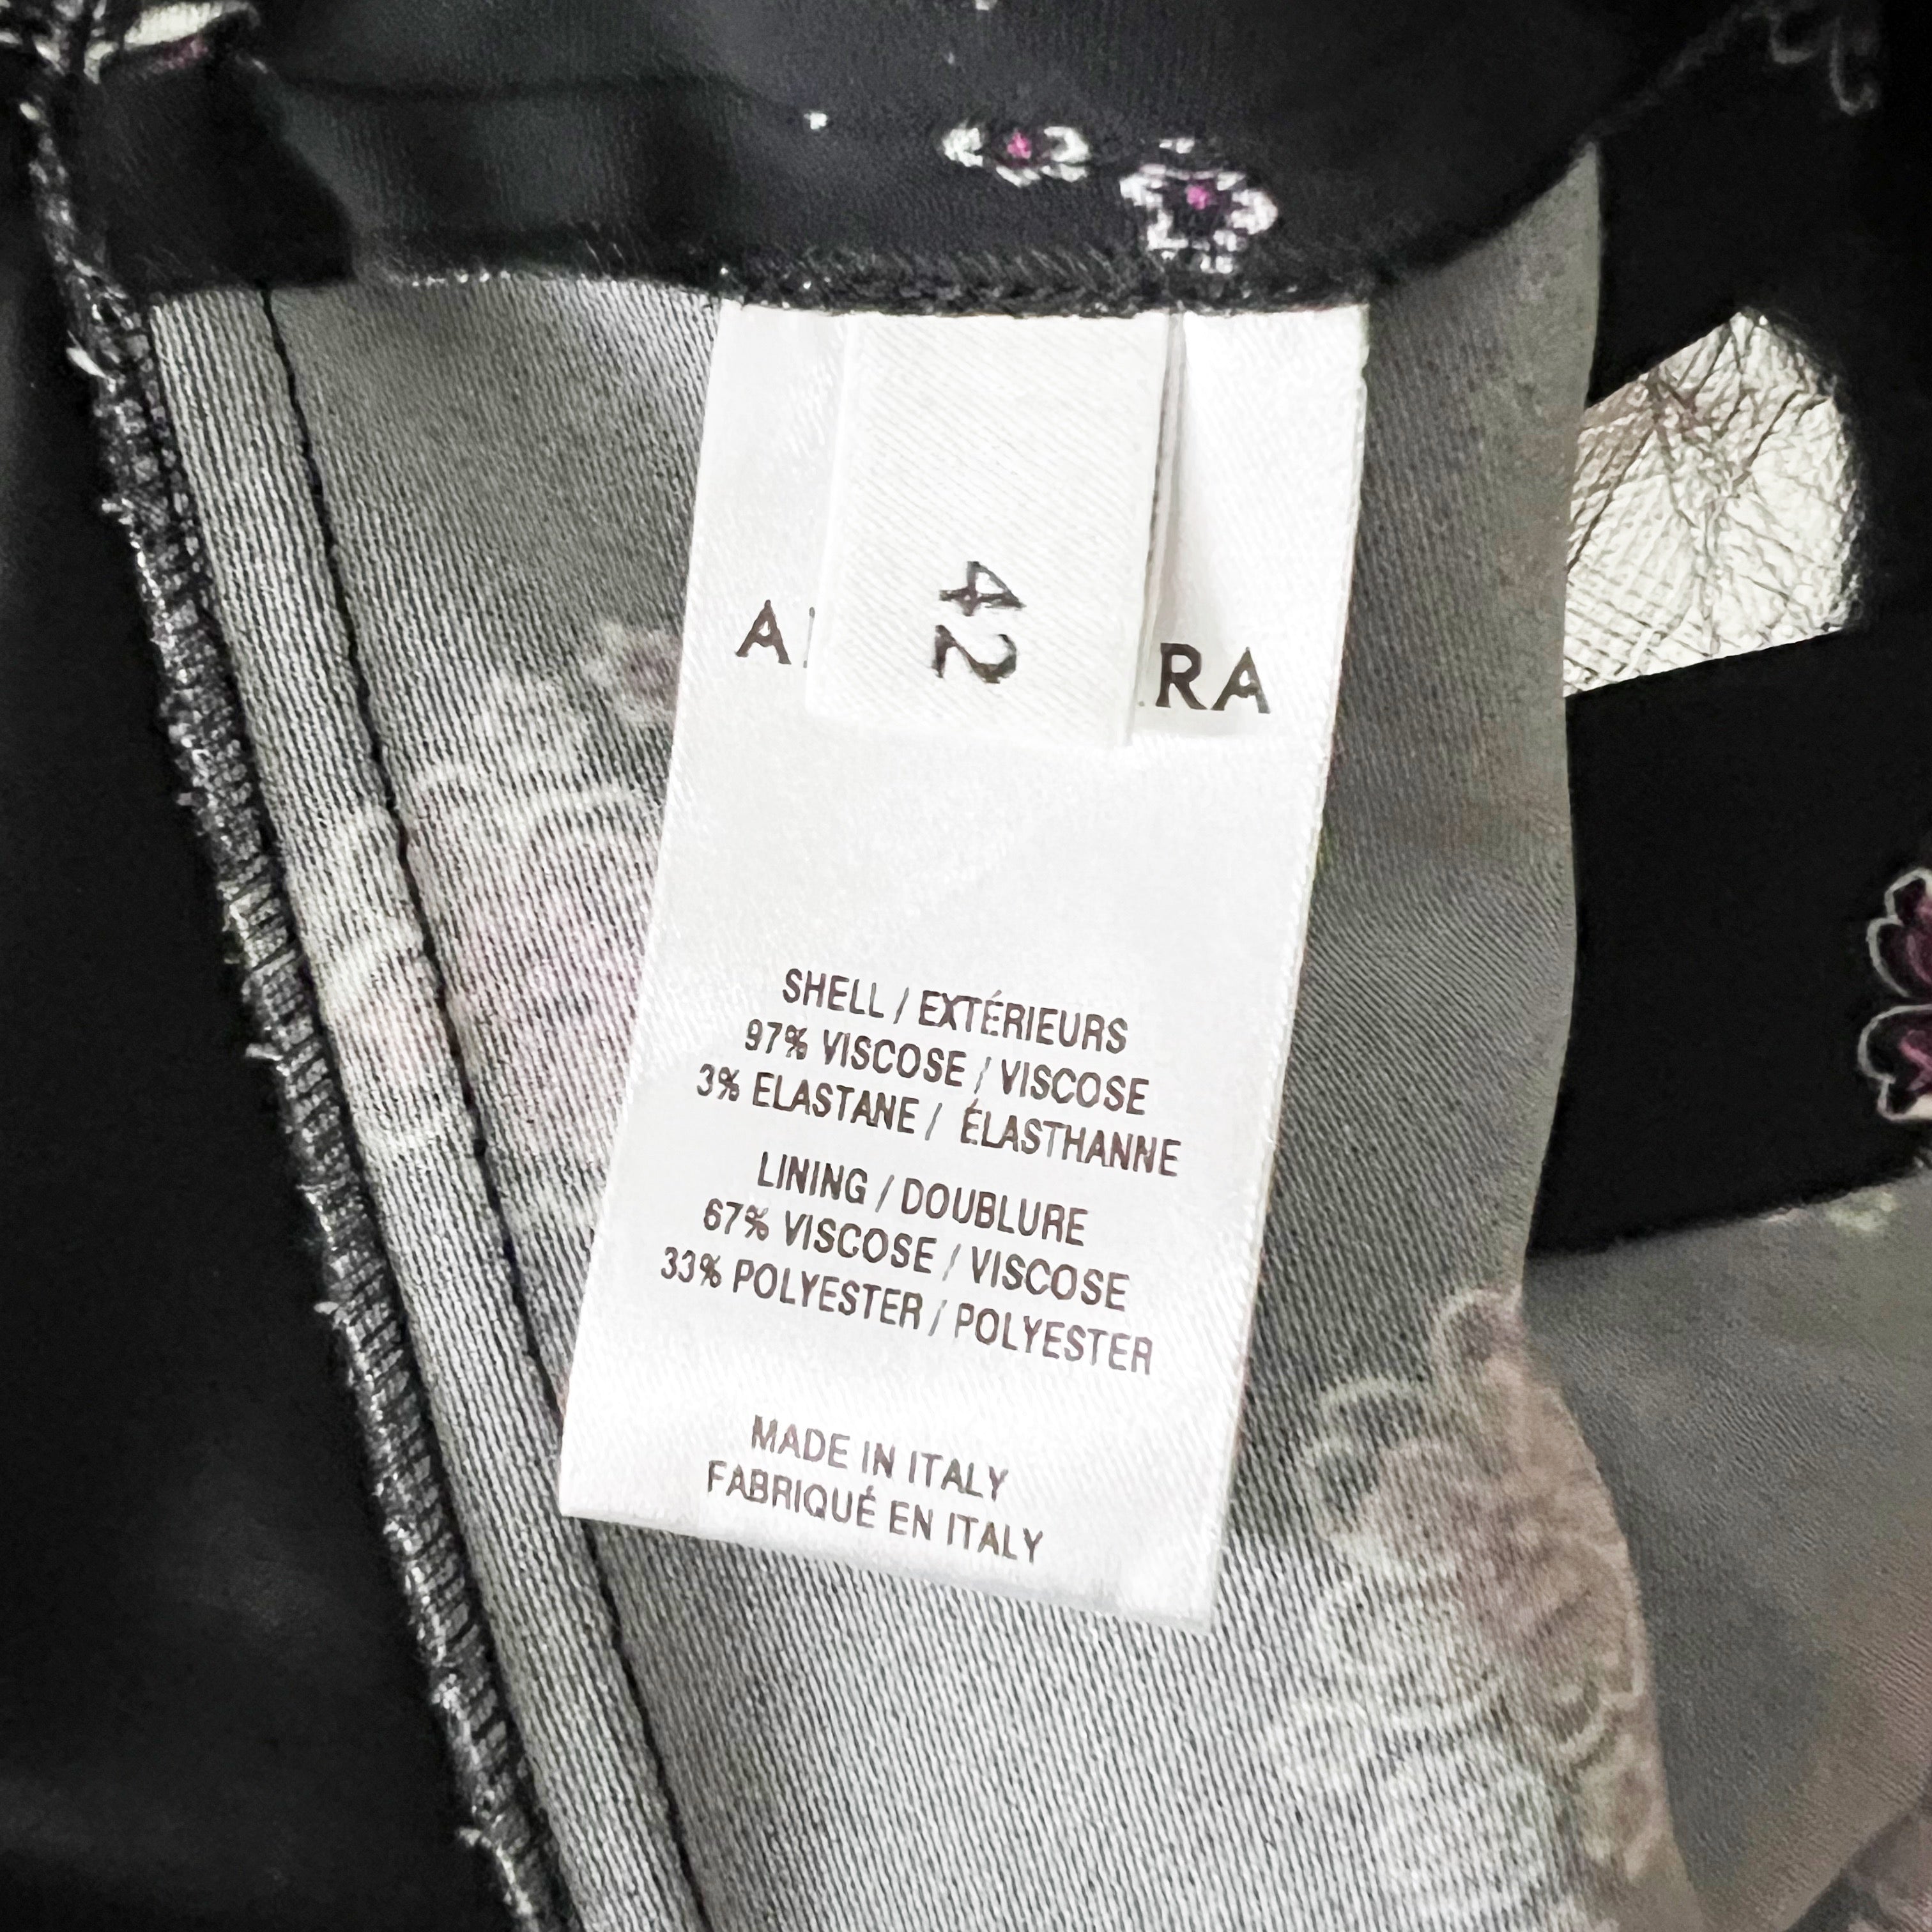 42
SHELL / EXTÉRIEURS
97% VISCOSE / VISCOSE
3% ELASTANE / ÉLASTHANNE
LINING / DOUBLURE
67% VISCOSE / VISCOSE
33% POLYESTER / POLYESTER
MADE IN ITALY
FABRIQUÉ EN ITALY